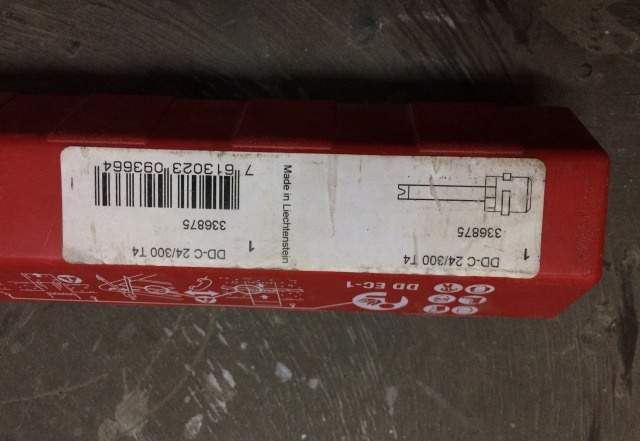 DD EC-1
DD-C 24/300 T4
1
336875
Made in Liechtenstein
DD-C 24/300 T4
336875
1
7 613023 093664